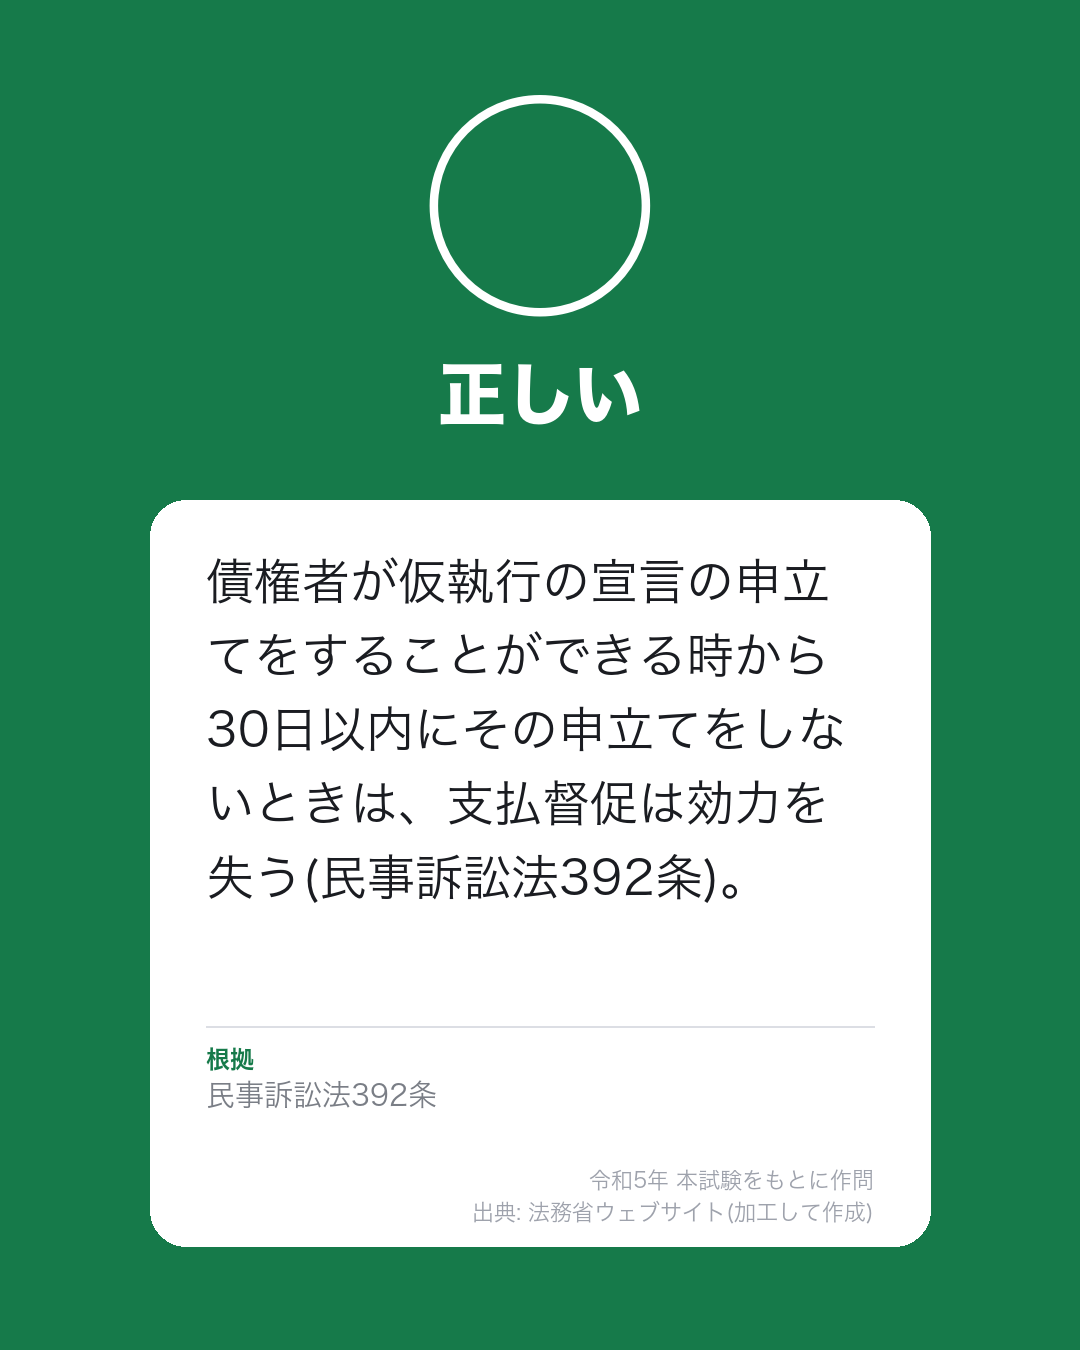 正しい
債権者が仮執行の宣言の申立
てをすることができる時から
30日以内にその申立てをしな
いときは、支払督促は効力を
失う(民事訴訟法392条)。
根拠
民事訴訟法392条
令和5年 本試験をもとに作問
出典: 法務省ウェブサイト(加工して作成)